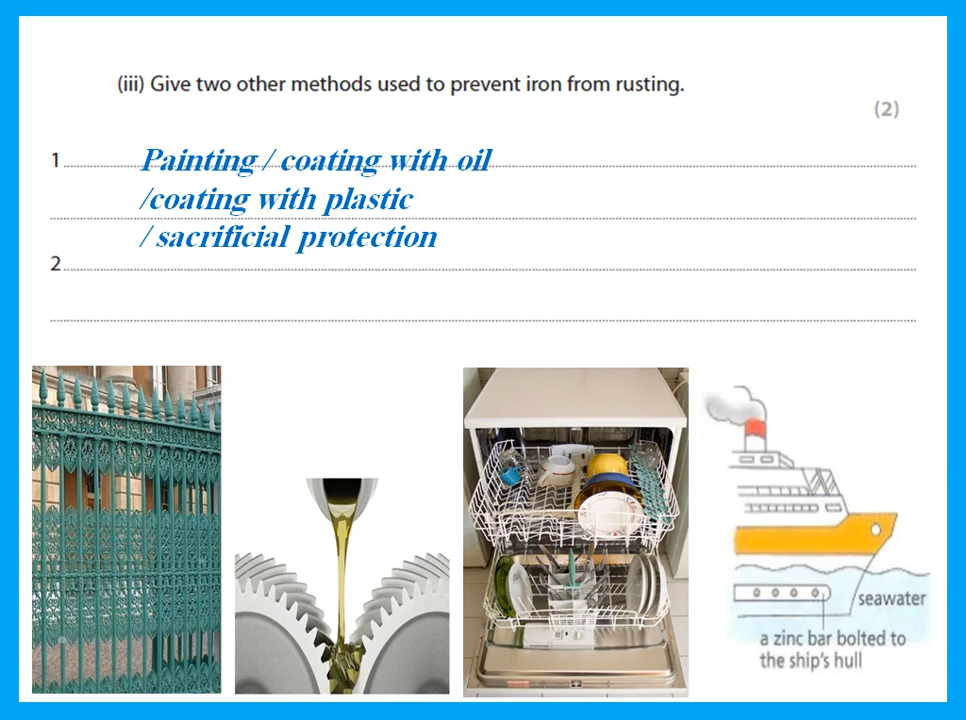 (iii) Give two other methods used to prevent iron from rusting.
(2)
1 Painting / coating with oil
/coating with plastic
/ sacrificial protection
2
seawater
a zinc bar bolted to
the ship's hull